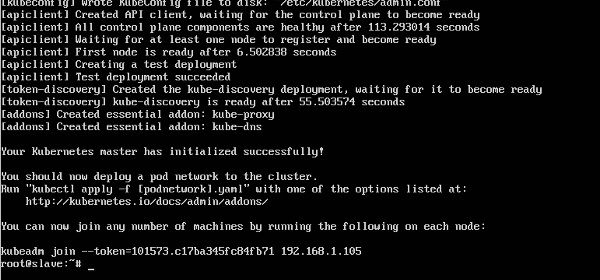 [kubeconfig] Wrote KubeConfig file to disk: "/etc/kubernetes/admin.conf"
[apiclient] Created API client, waiting for the control plane to become ready
[apiclient] All control plane components are healthy after 113.293014 seconds
[apiclient] Waiting for at least one node to register and become ready
[apiclient] First node is ready after 6.502838 seconds
[apiclient] Creating a test deployment
[apiclient] Test deployment succeeded
[token-discovery] Created the kube-discovery deployment, waiting for it to become ready
[token-discovery] kube-discovery is ready after 55.503574 seconds
[addons] Created essential addon: kube-proxy
[addons] Created essential addon: kube-dns
Your Kubernetes master has initialized successfully!
You should now deploy a pod network to the cluster.
Run "kubectl apply -f [podnetwork].yaml" with one of the options listed at:
http://kubernetes.io/docs/admin/addons/
You can now join any number of machines by running the following on each node:
kubeadm join --token=101573.c17ba345fc84fb71 192.168.1.105
root@slave:~# _